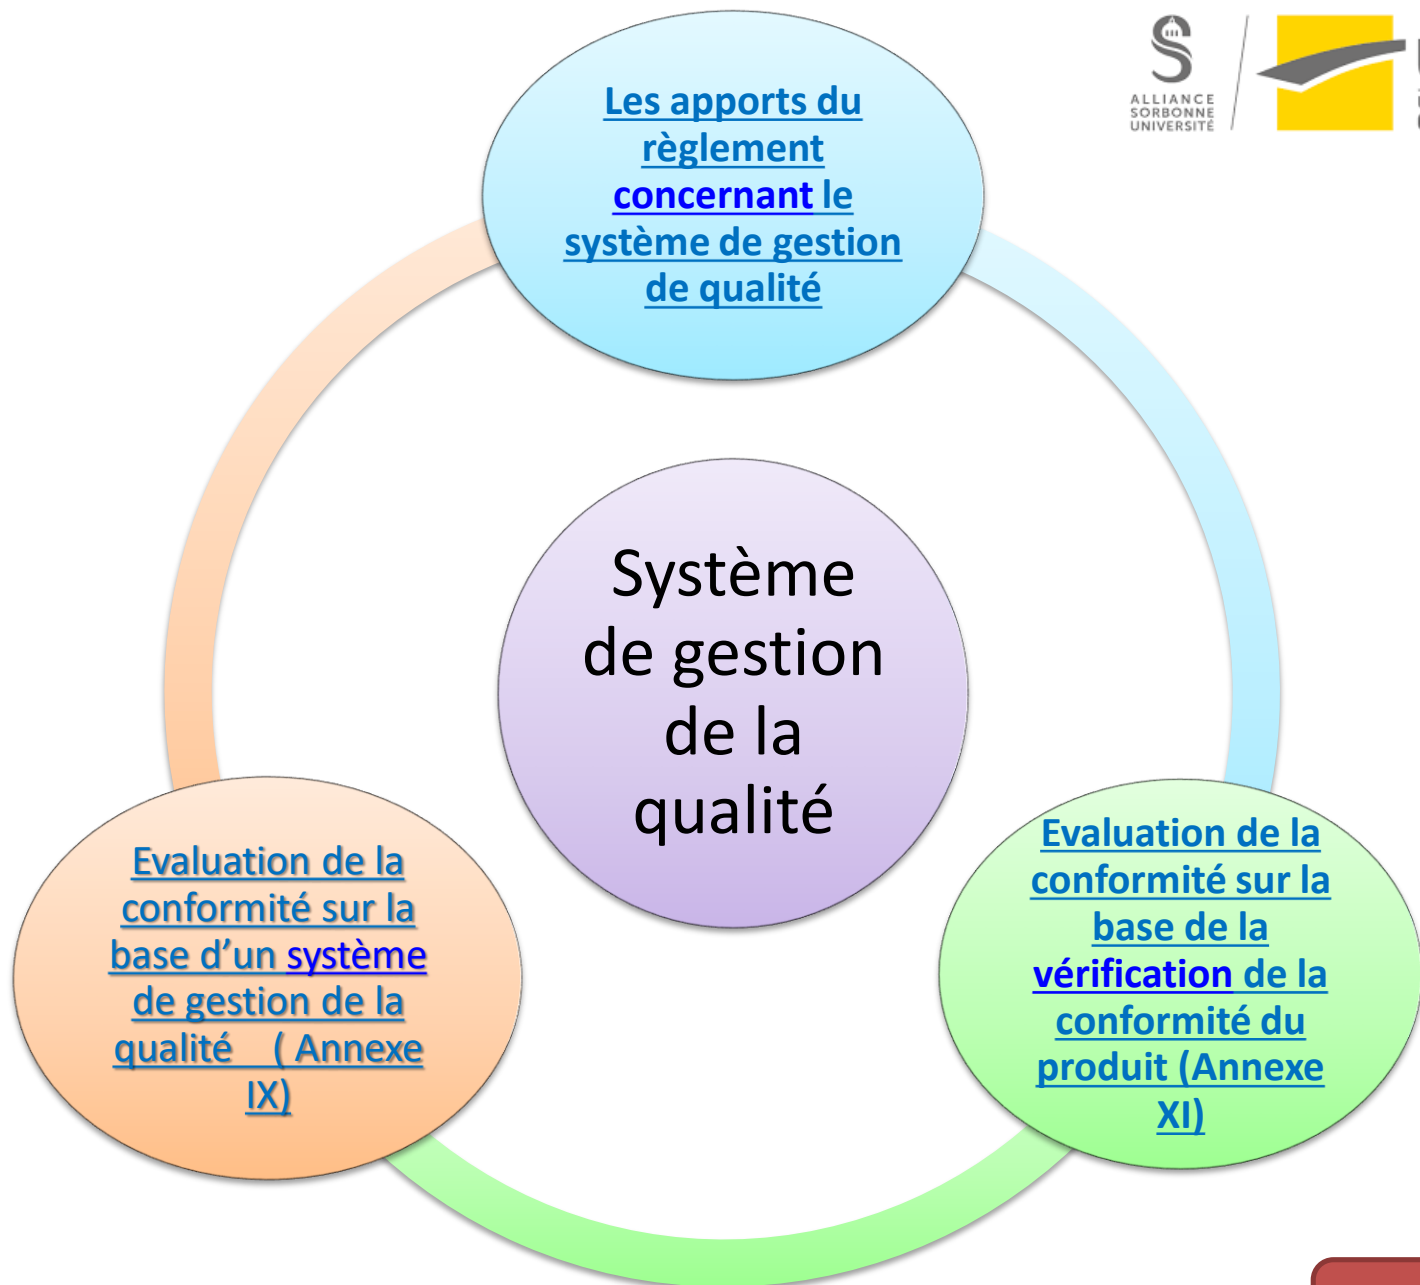 ALLIANCE
SORBONNE
UNIVERSITÉ
Les apports du
règlement
concernant le
système de gestion
de qualité
Système
de gestion
de la
qualité
Evaluation de la
conformité sur la
base d’un système
de gestion de la
qualité ( Annexe
IX)
Evaluation de la
conformité sur la
base de la
vérification de la
conformité du
produit (Annexe
XI)